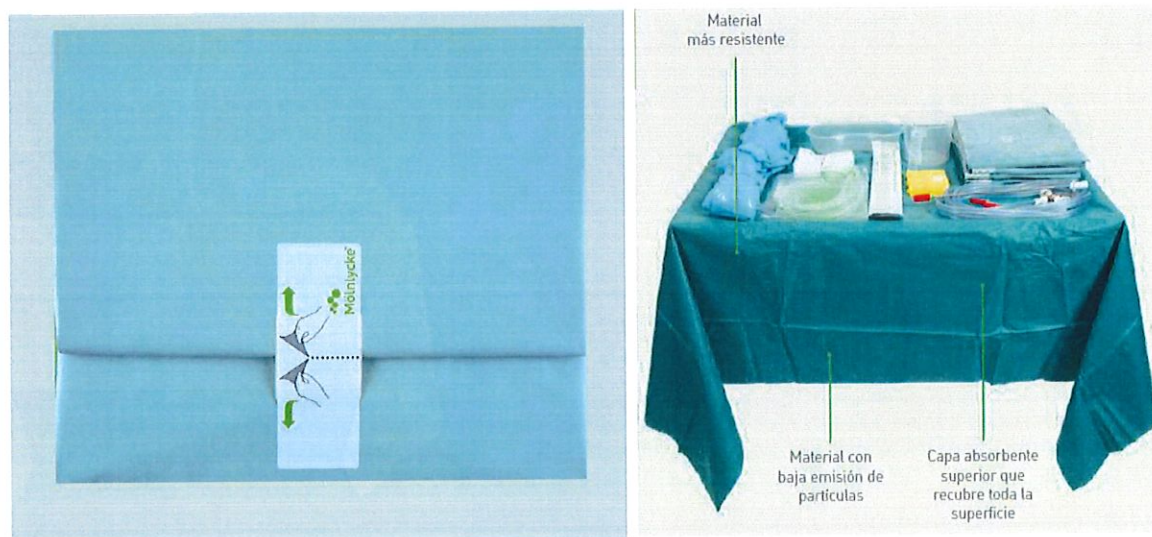 Mölnlycke
Material
más resistente
Material con
baja emisión de
partículas
Capa absorbente
superior que
recubre toda la
superficie